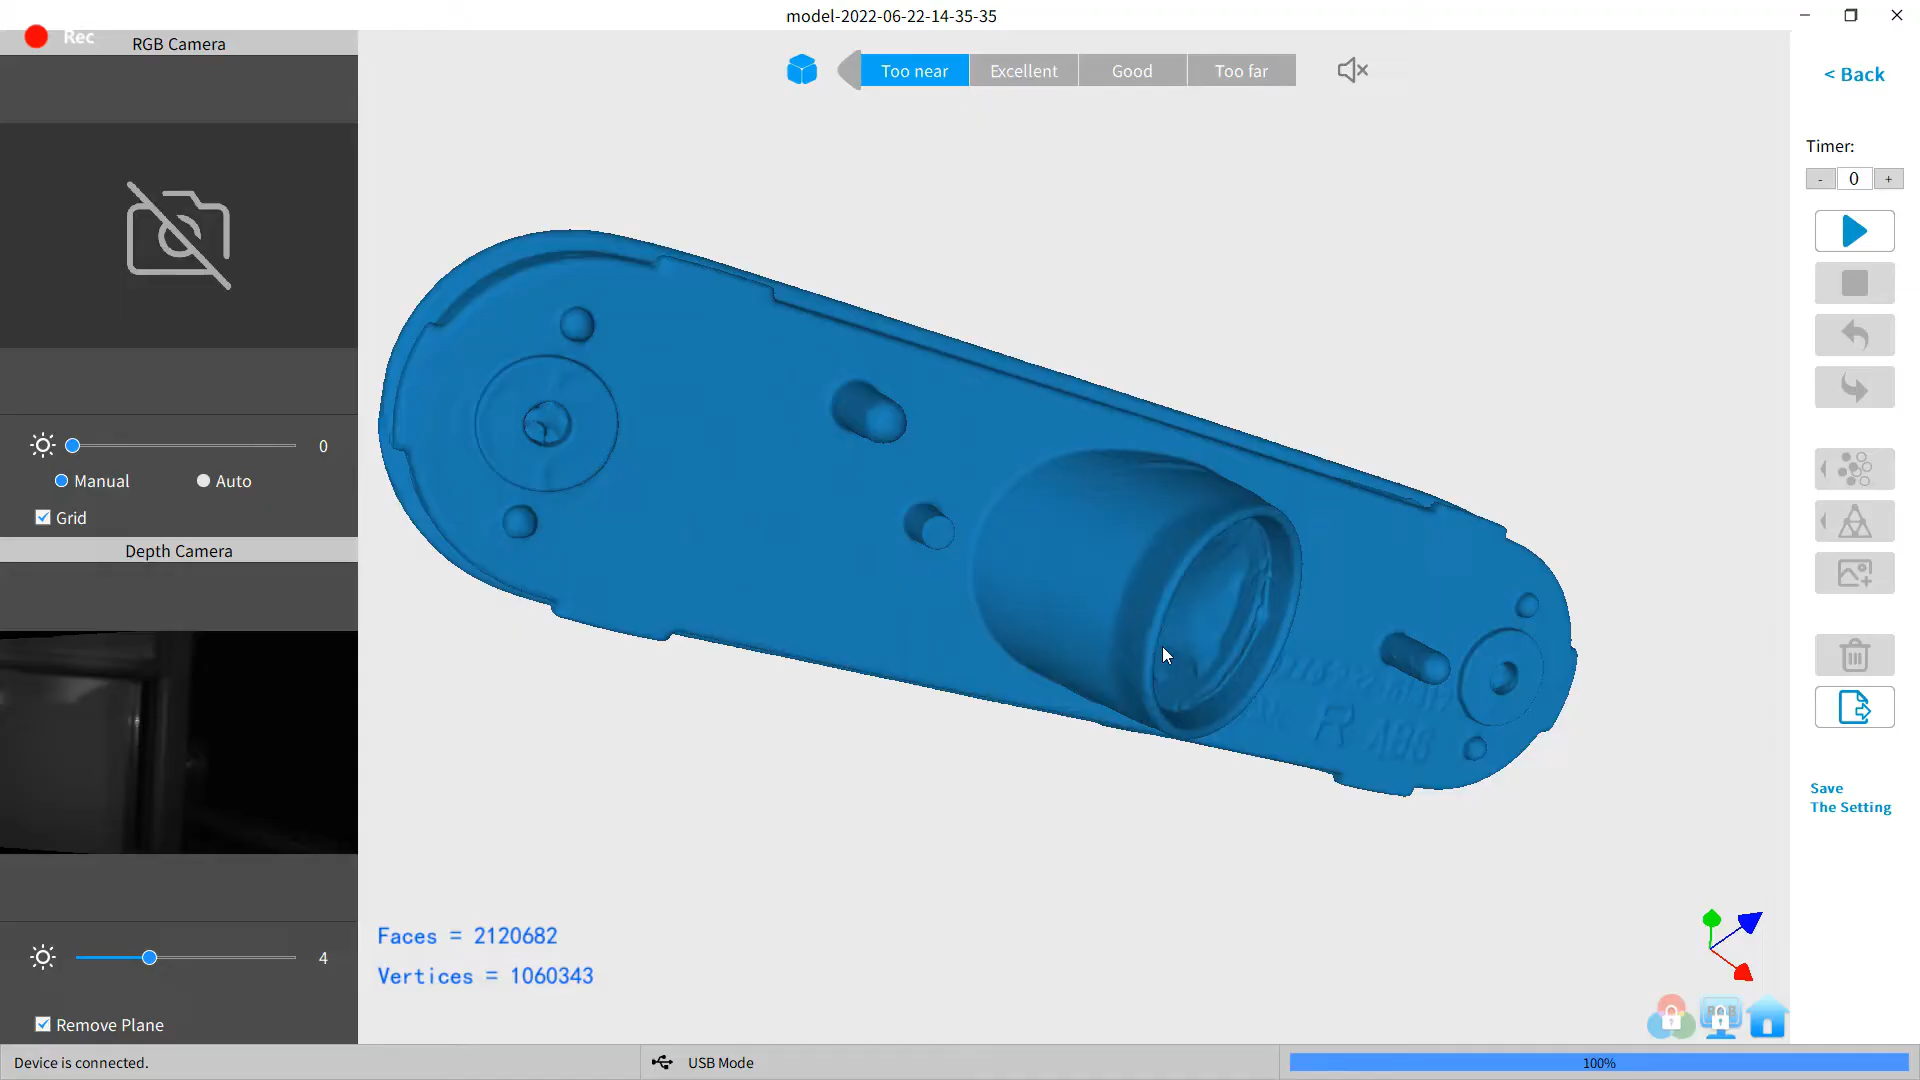 model-2022-06-22-14-35-35
Rec
RGB Camera
Too near
Excellent
Good
Too far
< Back
Timer:
- 0 +
0
Manual
Auto
Grid
Depth Camera
R ABS
Save
The Setting
Faces = 2120682
Vertices = 1060343
4
Remove Plane
RGB
Device is connected.
USB Mode
100%